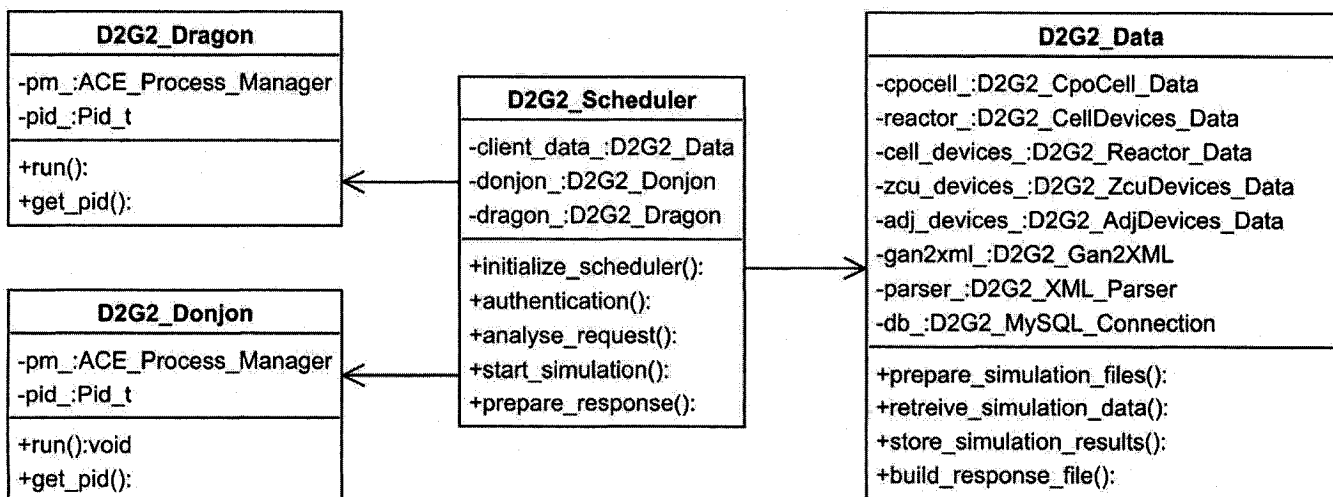 D2G2_Dragon
-pm_:ACE_Process_Manager
-pid_:Pid_t
+run():
+get_pid():
D2G2_Donjon
-pm_:ACE_Process_Manager
-pid_:Pid_t
+run():void
+get_pid():
D2G2_Scheduler
-client_data_:D2G2_Data
-donjon_:D2G2_Donjon
-dragon_:D2G2_Dragon
+initialize_scheduler():
+authentication():
+analyse_request():
+start_simulation():
+prepare_response():
D2G2_Data
-cpocell_:D2G2_CpoCell_Data
-reactor_:D2G2_CellDevices_Data
-cell_devices_:D2G2_Reactor_Data
-zcu_devices_:D2G2_ZcuDevices_Data
-adj_devices_:D2G2_AdjDevices_Data
-gan2xml_:D2G2_Gan2XML
-parser_:D2G2_XML_Parser
-db_:D2G2_MySQL_Connection
+prepare_simulation_files():
+retreive_simulation_data():
+store_simulation_results():
+build_response_file():